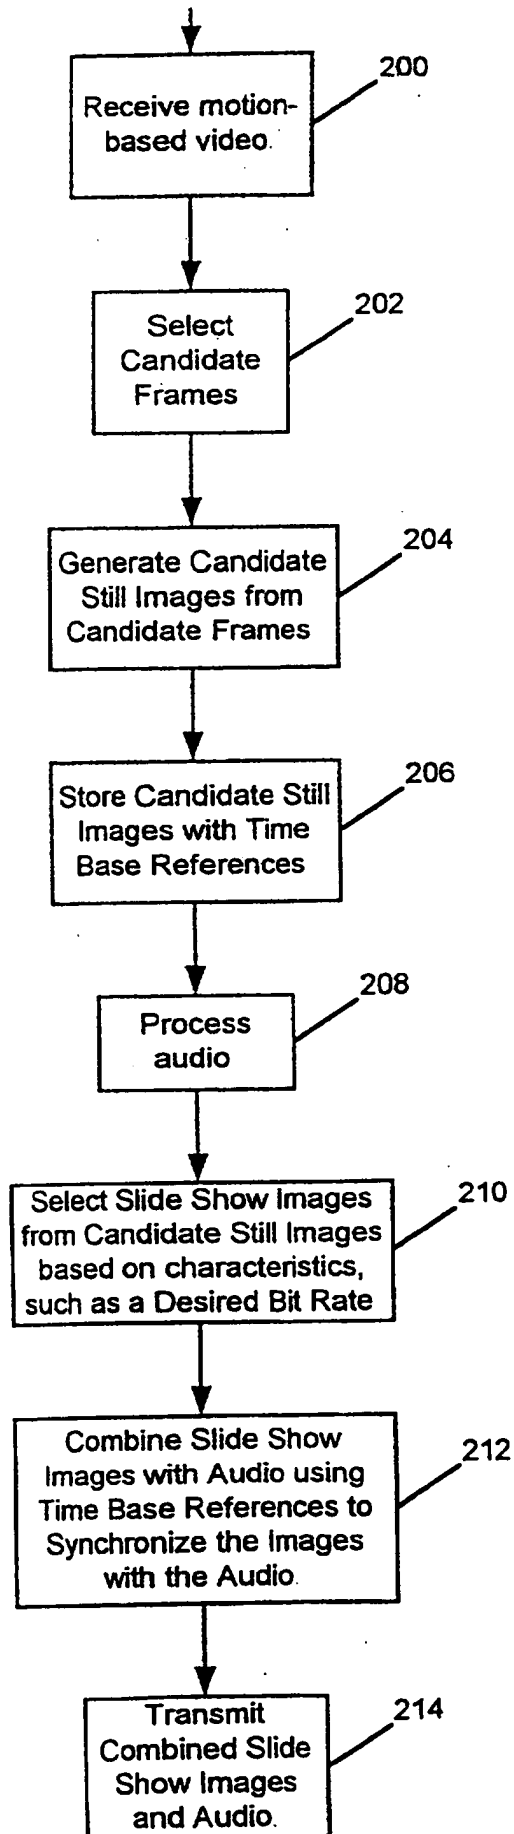 200
Receive motion-
based video.
202
Select
Candidate
Frames
204
Generate Candidate
Still Images from
Candidate Frames
206
Store Candidate Still
Images with Time
Base References
208
Process
audio
210
Select Slide Show Images
from Candidate Still Images
based on characteristics,
such as a Desired Bit Rate
212
Combine Slide Show
Images with Audio using
Time Base References to
Synchronize the Images
with the Audio.
214
Transmit
Combined Slide
Show Images
and Audio.